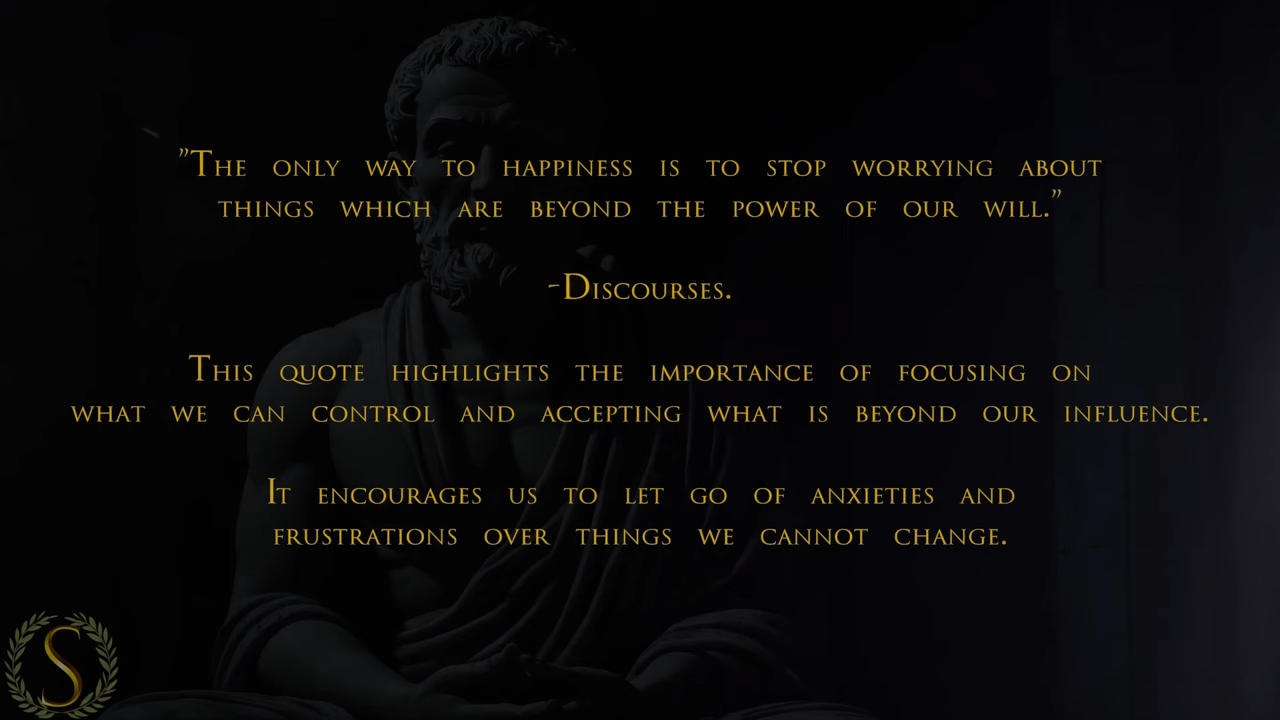 ”The only way to happiness is to stop worrying about
things which are beyond the power of our will.”
-Discourses.
This quote highlights the importance of focusing on
what we can control and accepting what is beyond our influence.
It encourages us to let go of anxieties and
frustrations over things we cannot change.
S